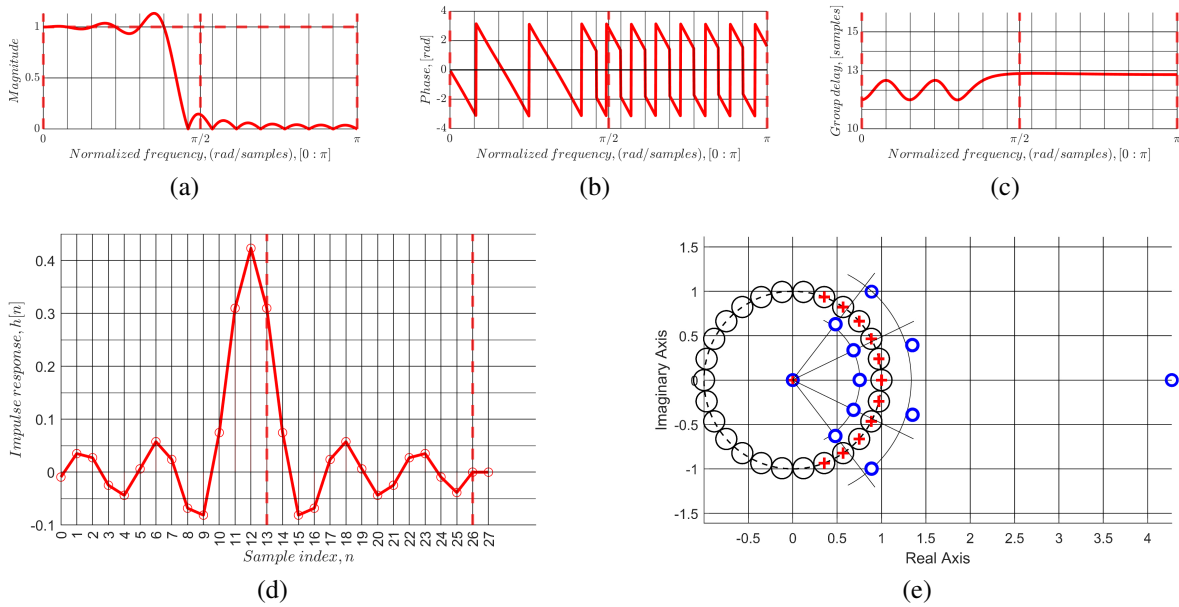 1
0.5
0
Magnitude
0
π/2
π
Normalized frequency, (rad/samples), [0 : π]
(a)
4
2
0
-2
-4
Phase, [rad]
0
π/2
π
Normalized frequency, (rad/samples), [0 : π]
(b)
15
13
10
Group delay, [samples]
0
π/2
π
Normalized frequency, (rad/samples), [0 : π]
(c)
0.4
0.3
0.2
0.1
0
-0.1
Impulse response, h[n]
0 1 2 3 4 5 6 7 8 9 10 11 12 13 14 15 16 17 18 19 20 21 22 23 24 25 26 27
Sample index, n
(d)
1.5
1
0.5
0
-0.5
-1
-1.5
Imaginary Axis
-1 -0.5 0 0.5 1 1.5 2 2.5 3 3.5 4
Real Axis
(e)